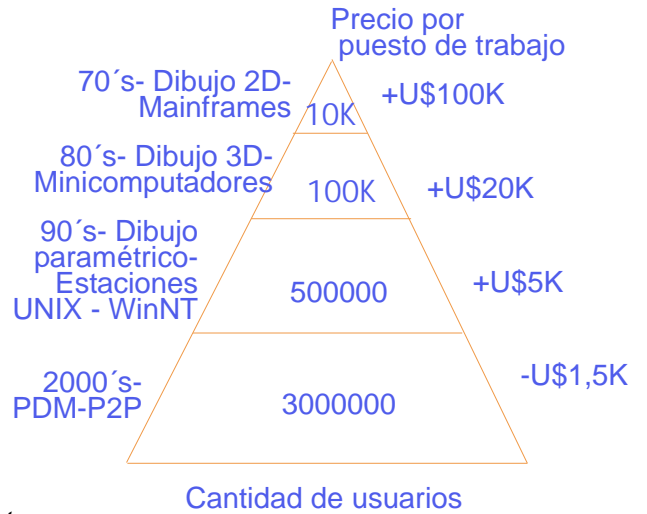 Precio por
puesto de trabajo
70´s- Dibujo 2D-
Mainframes
10K
+U$100K
80´s- Dibujo 3D-
Minicomputadores
100K
+U$20K
90´s- Dibujo
paramétrico-
Estaciones
UNIX - WinNT
500000
+U$5K
2000´s-
PDM-P2P
3000000
-U$1,5K
Cantidad de usuarios